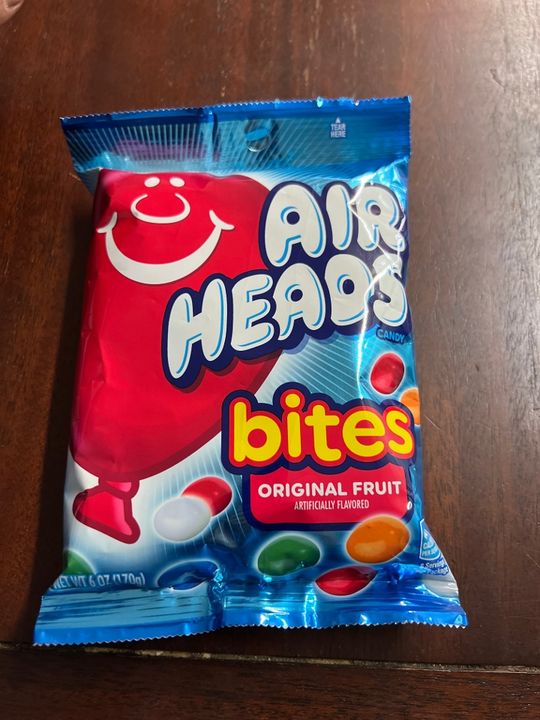 TEAR
HERE
AIR
HEADS
CANDY
bites
ORIGINAL FRUIT
ARTIFICIALLY FLAVORED
NET WT 6 OZ (170g)